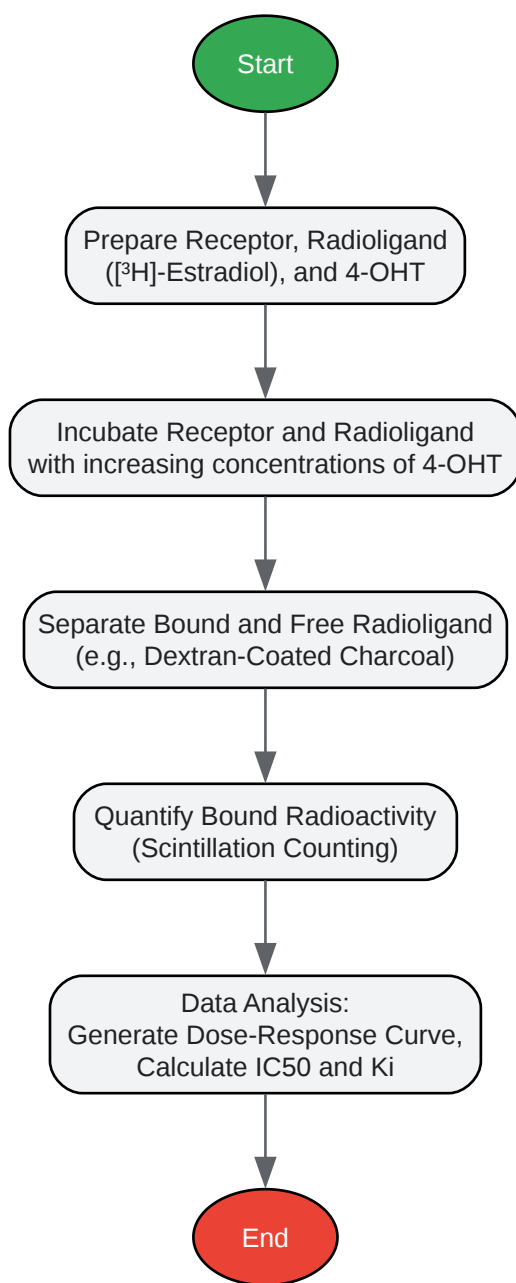 Start
Prepare Receptor, Radioligand
([³H]-Estradiol), and 4-OHT
Incubate Receptor and Radioligand
with increasing concentrations of 4-OHT
Separate Bound and Free Radioligand
(e.g., Dextran-Coated Charcoal)
Quantify Bound Radioactivity
(Scintillation Counting)
Data Analysis:
Generate Dose-Response Curve,
Calculate IC50 and Ki
End